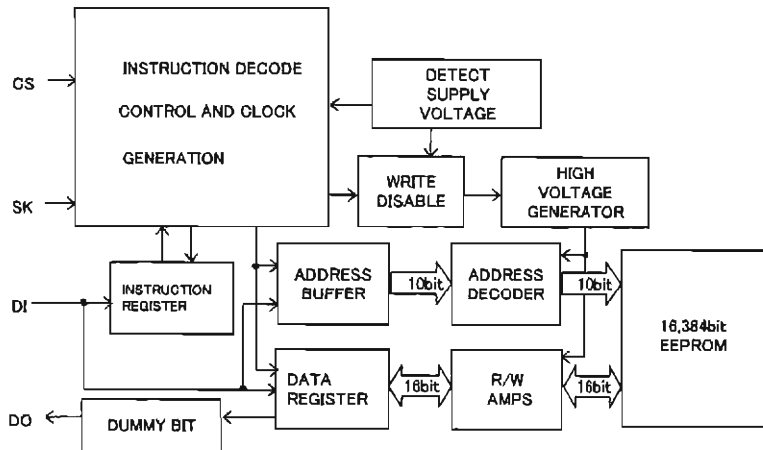 CS
SK
DI
DO
INSTRUCTION DECODE
CONTROL AND CLOCK
GENERATION
DETECT
SUPPLY
VOLTAGE
WRITE
DISABLE
HIGH
VOLTAGE
GENERATOR
INSTRUCTION
REGISTER
ADDRESS
BUFFER
10bit
ADDRESS
DECODER
10bit
16,384bit
EEPROM
DATA
REGISTER
16bit
R/W
AMPS
16bit
DUMMY BIT